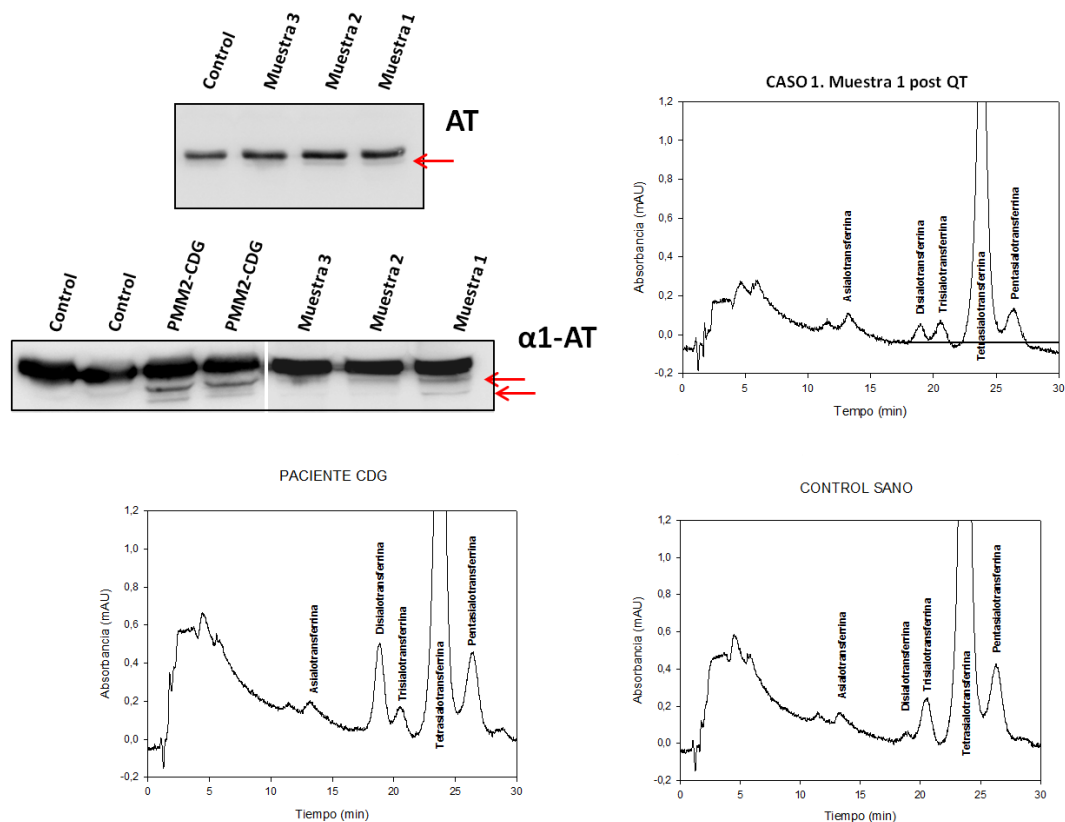 Control
Muestra 3
Muestra 2
Muestra 1
AT
Control
Control
PMM2-CDG
PMM2-CDG
Muestra 3
Muestra 2
Muestra 1
α1-AT
CASO 1. Muestra 1 post QT
Absorbancia (mAU)
1,2
1,0
0,8
0,6
0,4
0,2
0,0
-0,2
Asialotransferrina
Disialotransferrina
Trisialotransferrina
Tetrasialotransferrina
Pentasialotransferrina
0 5 10 15 20 25 30
Tempo (min)
PACIENTE CDG
Absorbancia (mAU)
1,2
1,0
0,8
0,6
0,4
0,2
0,0
-0,2
Asialotransferrina
Disialotransferrina
Trisialotransferrina
Tetrasialotransferrina
Pentasialotransferrina
0 5 10 15 20 25 30
Tiempo (min)
CONTROL SANO
Absorbancia (mAU)
1,2
1,0
0,8
0,6
0,4
0,2
0,0
-0,2
Asialotransferrina
Disialotransferrina
Trisialotransferrina
Tetrasialotransferrina
Pentasialotransferrina
0 5 10 15 20 25 30
Tiempo (min)